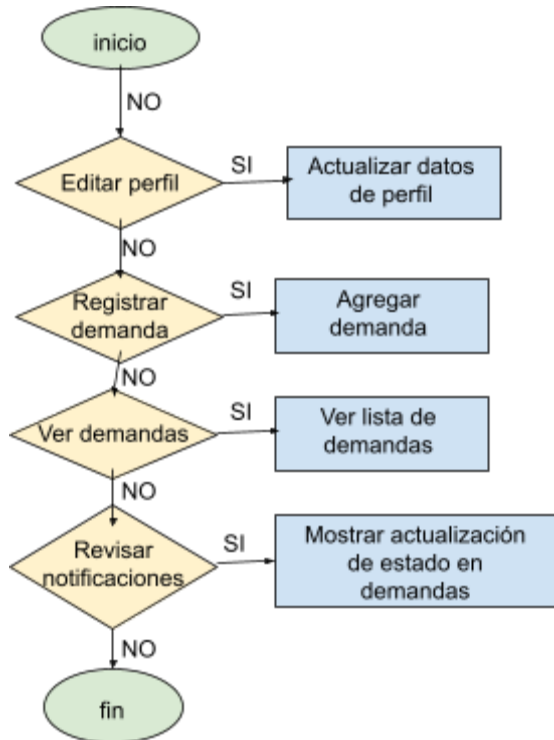 inicio
NO
Editar perfil
SI
Actualizar datos
de perfil
NO
Registrar
demanda
SI
Agregar
demanda
NO
Ver demandas
SI
Ver lista de
demandas
NO
Revisar
notificaciones
SI
Mostrar actualización
de estado en
demandas
NO
fin